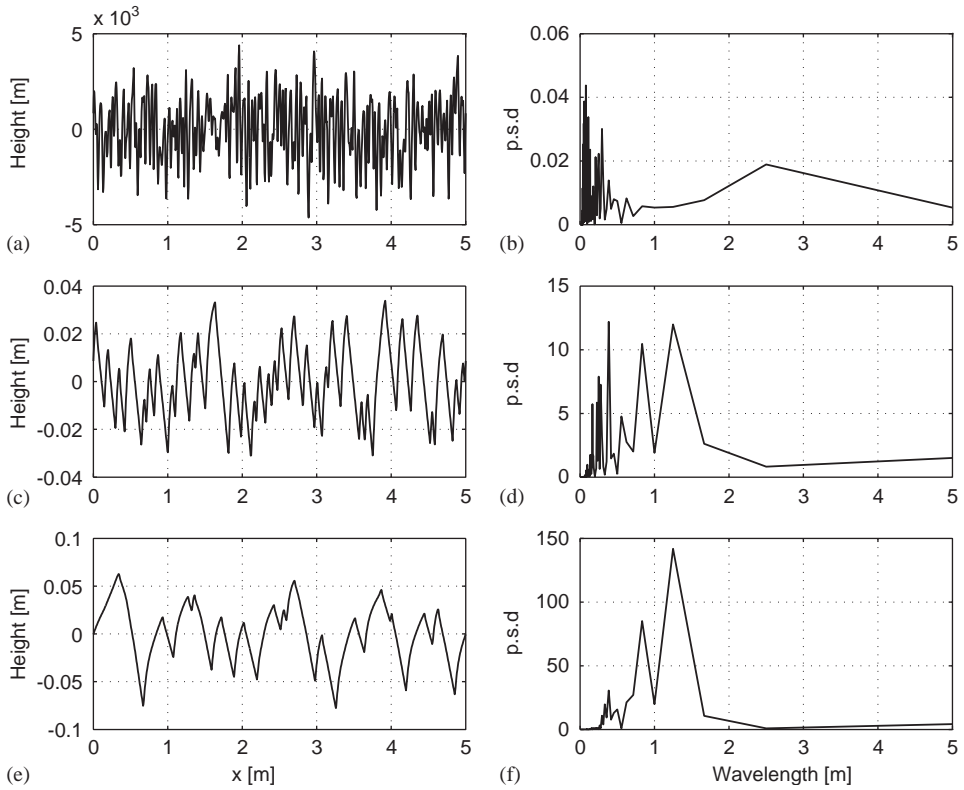 x 10³
5
0
-5
Height [m]
0 1 2 3 4 5
(a)
0.06
0.04
0.02
0
p.s.d
0 1 2 3 4 5
(b)
0.04
0.02
0
-0.02
-0.04
Height [m]
0 1 2 3 4 5
(c)
15
10
5
0
p.s.d
0 1 2 3 4 5
(d)
0.1
0.05
0
-0.05
-0.1
Height [m]
0 1 2 3 4 5
(e)
x [m]
150
100
50
0
p.s.d
0 1 2 3 4 5
(f)
Wavelength [m]